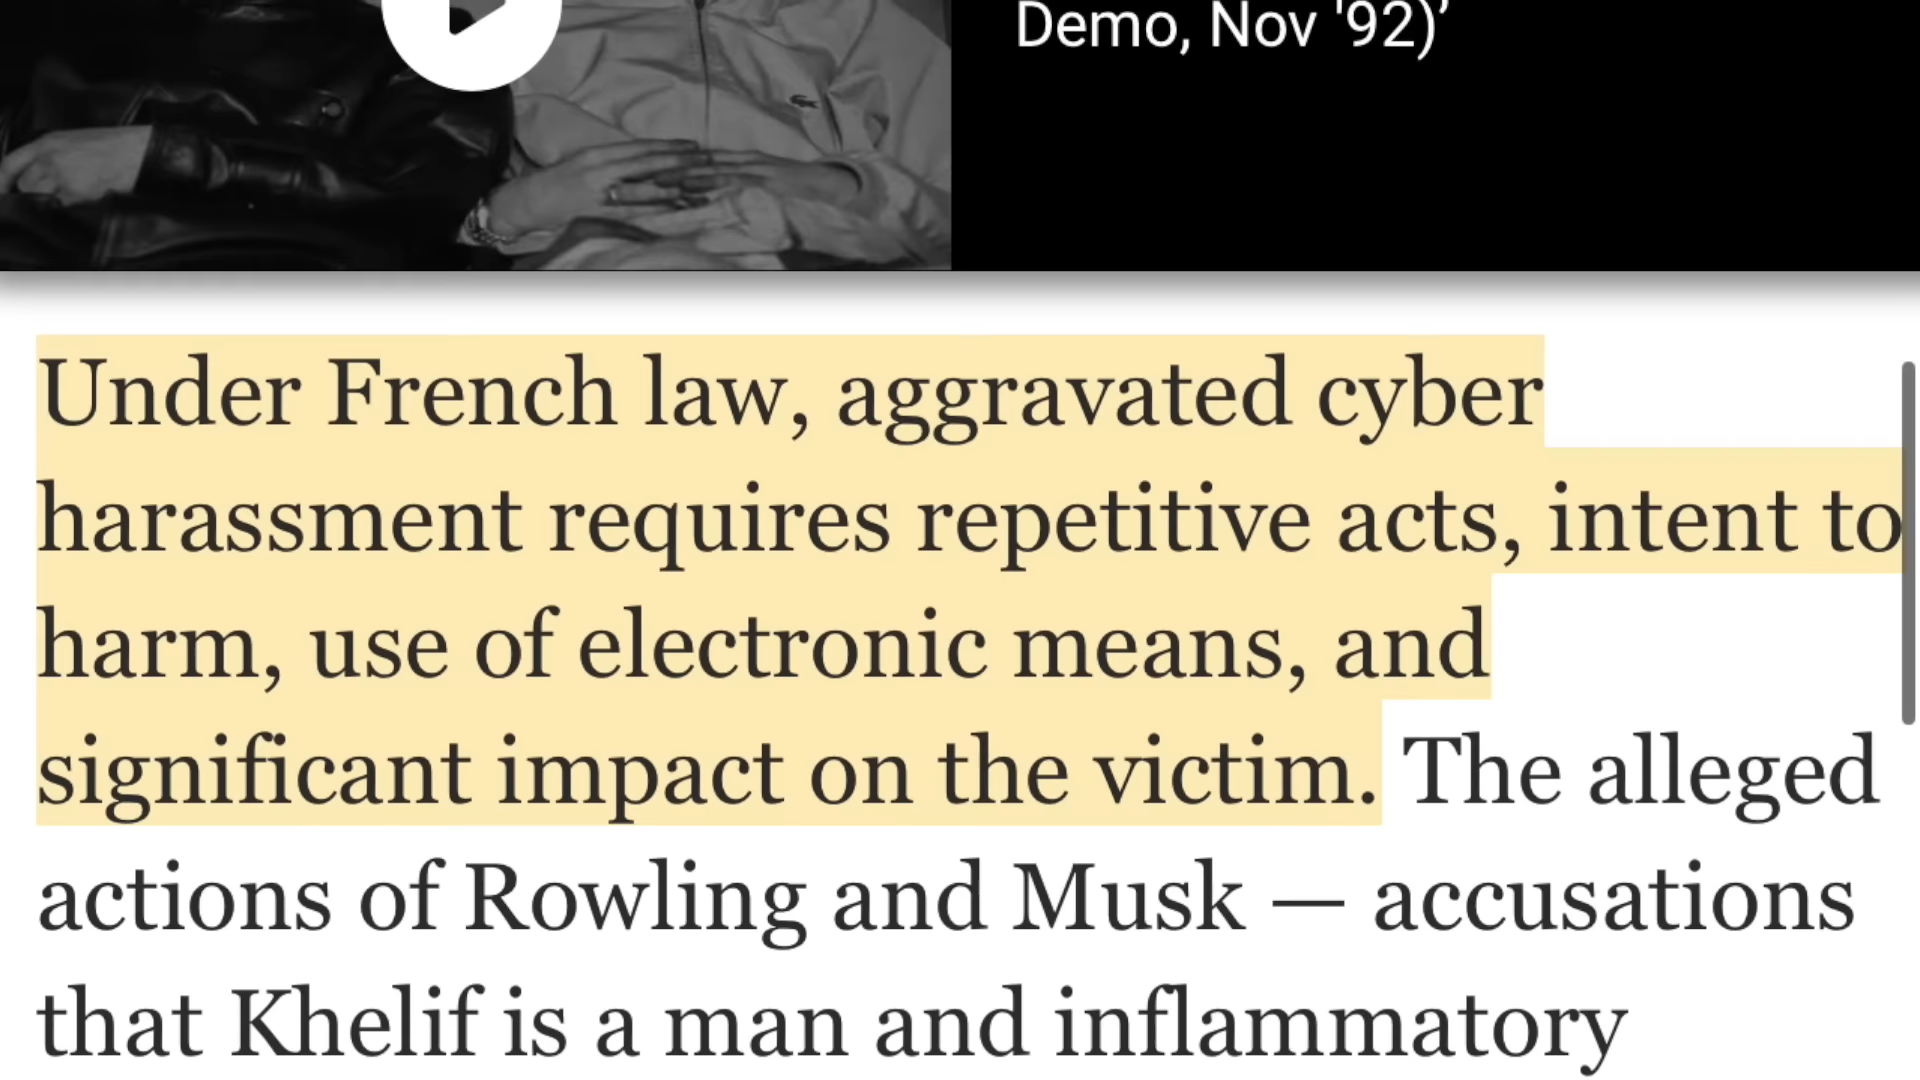 Demo, Nov '92)’
Under French law, aggravated cyber
harassment requires repetitive acts, intent to
harm, use of electronic means, and
significant impact on the victim. The alleged
actions of Rowling and Musk — accusations
that Khelif is a man and inflammatory